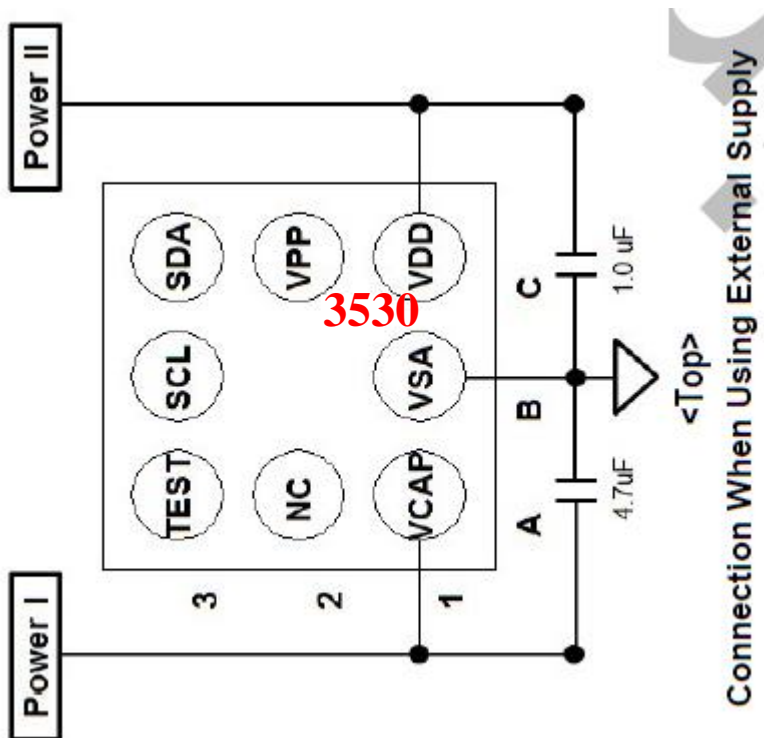 Power I Power II
3 TEST SCL SDA
2 NC VPP
3530
1 VCAP VSA VDD
A B C
4.7uF 1.0 uF
<Top>
Connection When Using External Supply